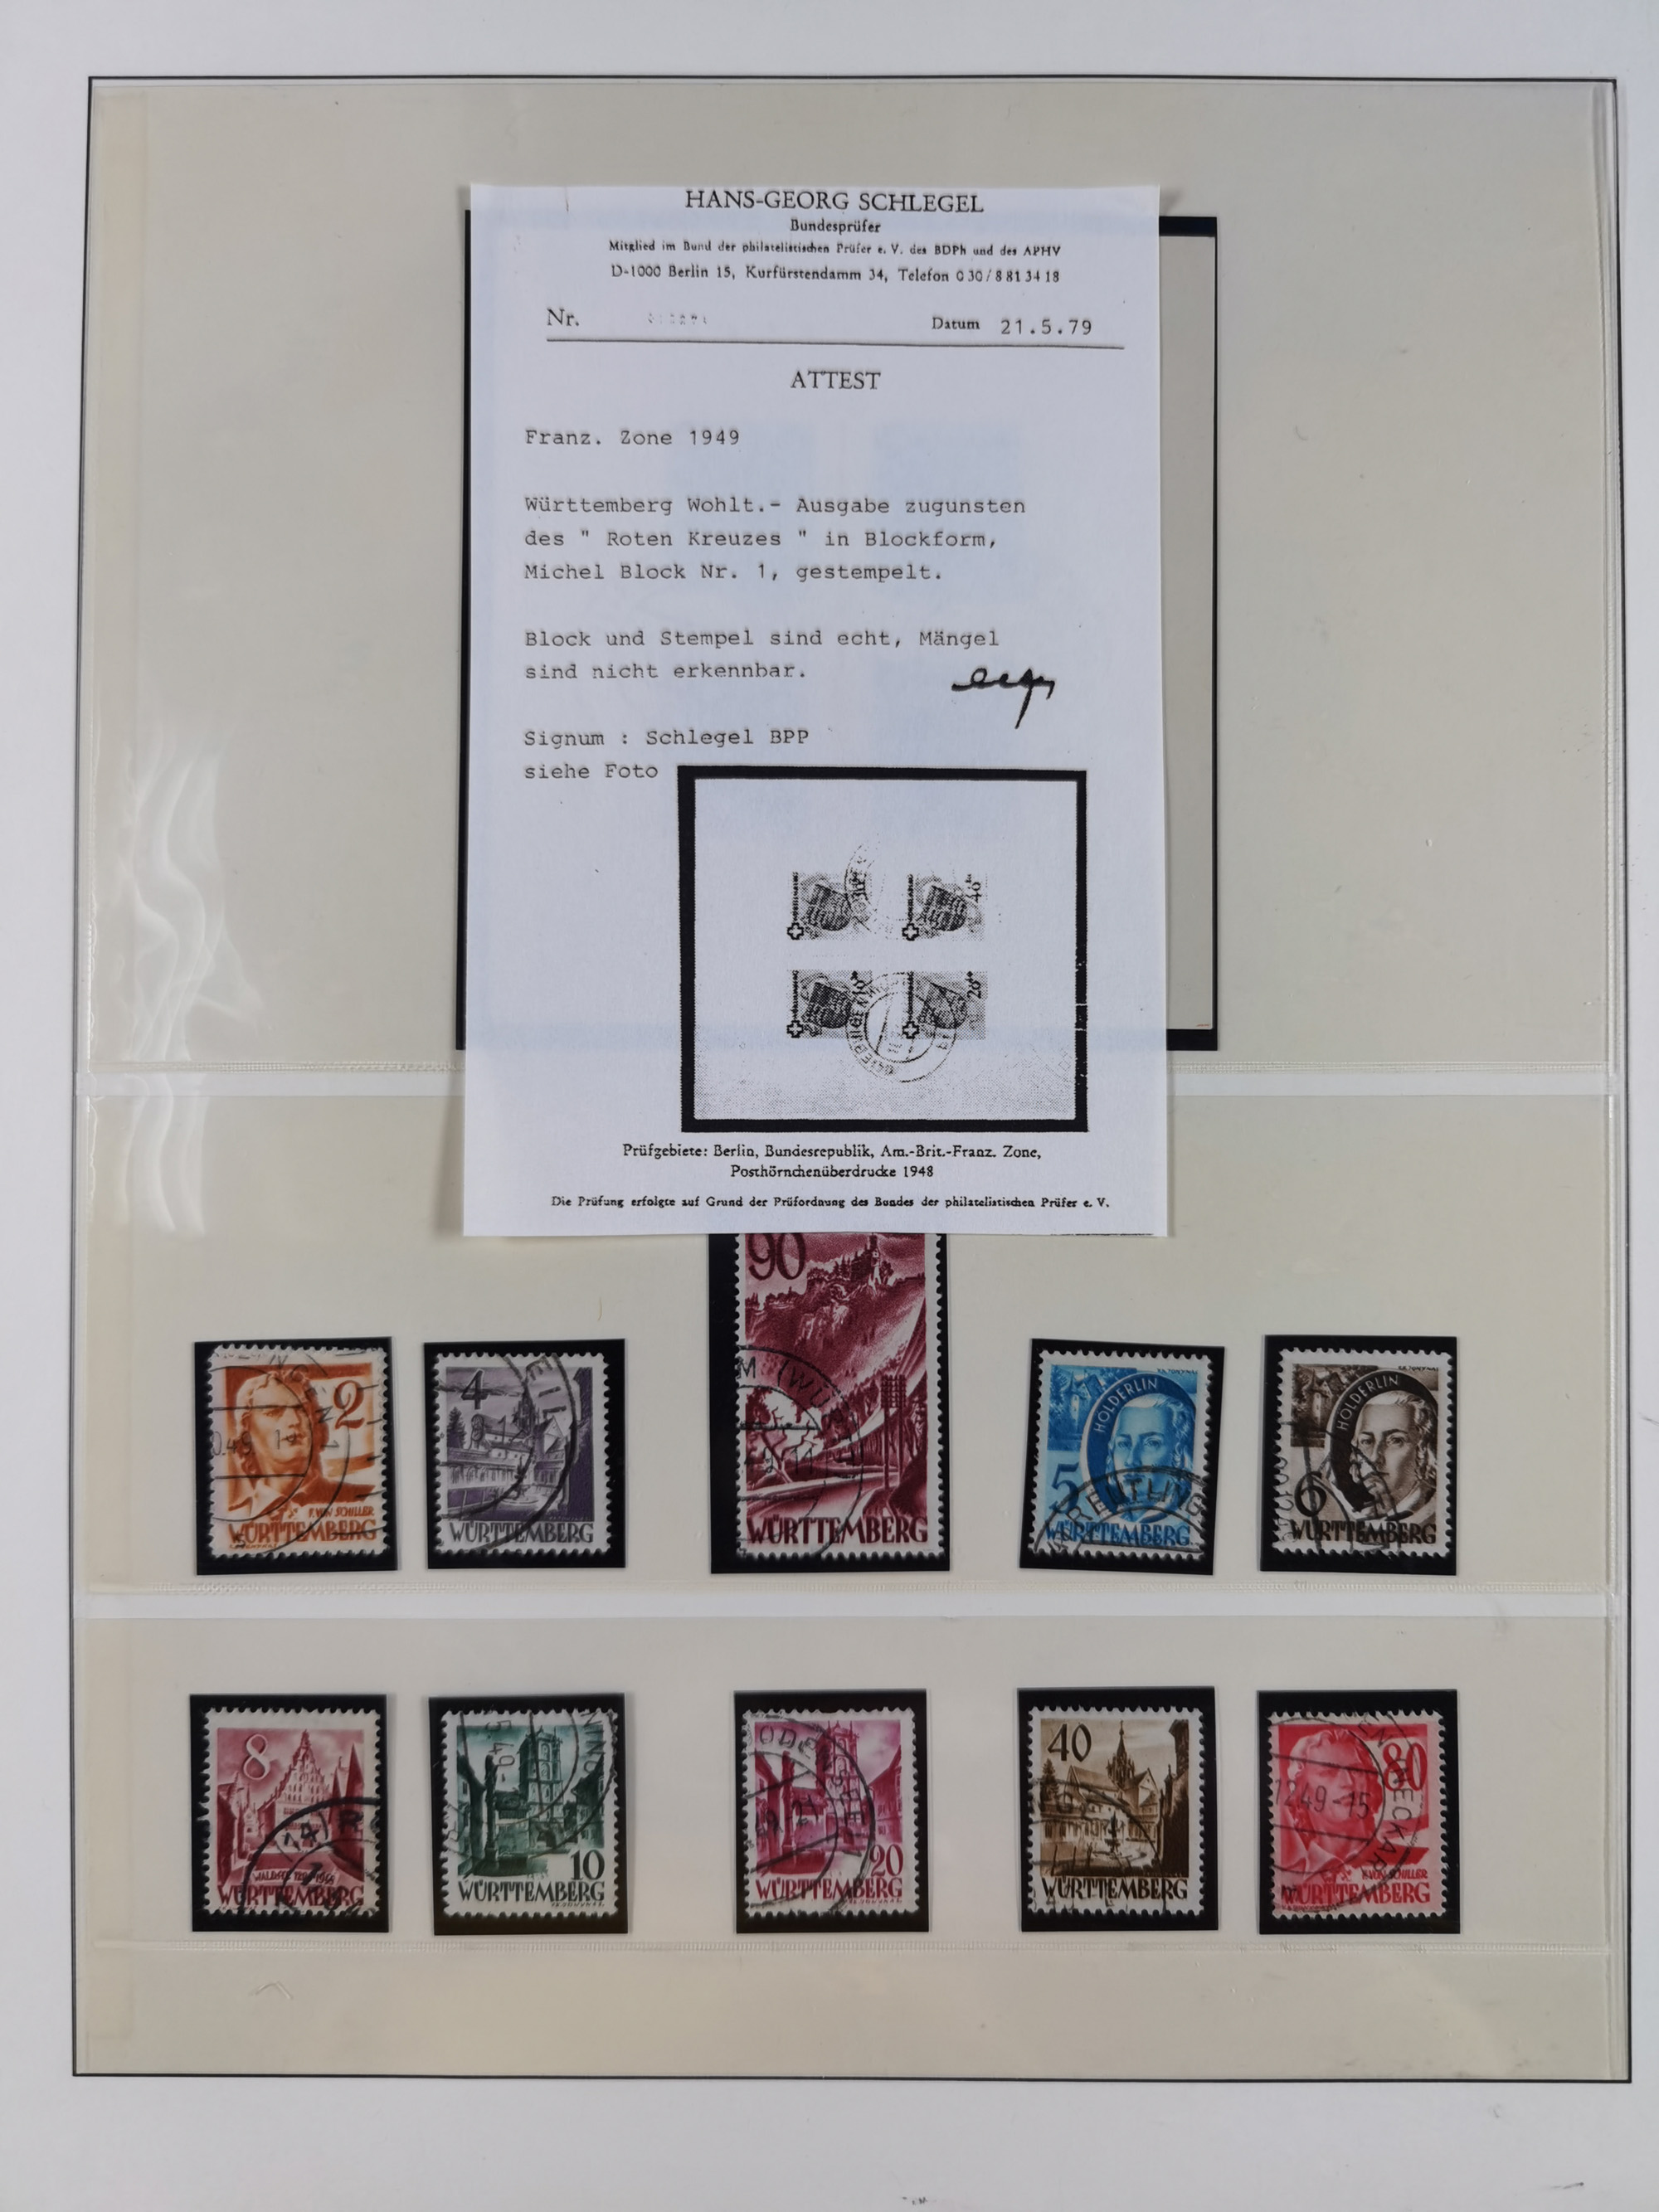 HANS-GEORG SCHLEGEL
Bundesprüfer
Mitglied im Bund der philatelistischen Prüfer e. V. des BDPh und des APHV
D-1000 Berlin 15, Kurfürstendamm 34, Telefon 030/8813418
Nr.
Datum 21.5.79
ATTEST
Franz. Zone 1949
Württemberg Wohlt.- Ausgabe zugunsten
des " Roten Kreuzes " in Blockform,
Michel Block Nr. 1, gestempelt.
Block und Stempel sind echt, Mängel
sind nicht erkennbar.
Signum : Schlegel BPP
siehe Foto
Prüfgebiete: Berlin, Bundesrepublik, Am.-Brit.-Franz. Zone,
Posthörnchenüberdrucke 1948
Die Prüfung erfolgte auf Grund der Prüfordnung des Bundes der philatelistischen Prüfer e. V.
2
F. VON SCHILLER
WÜRTTEMBERG
4
WÜRTTEMBERG
90
WÜRTTEMBERG
HÖLDERLIN
5
WÜRTTEMBERG
HÖLDERLIN
6
WÜRTTEMBERG
8
WÜRTTEMBERG
10
WÜRTTEMBERG
20
WÜRTTEMBERG
40
WÜRTTEMBERG
80
F. VON SCHILLER
WÜRTTEMBERG